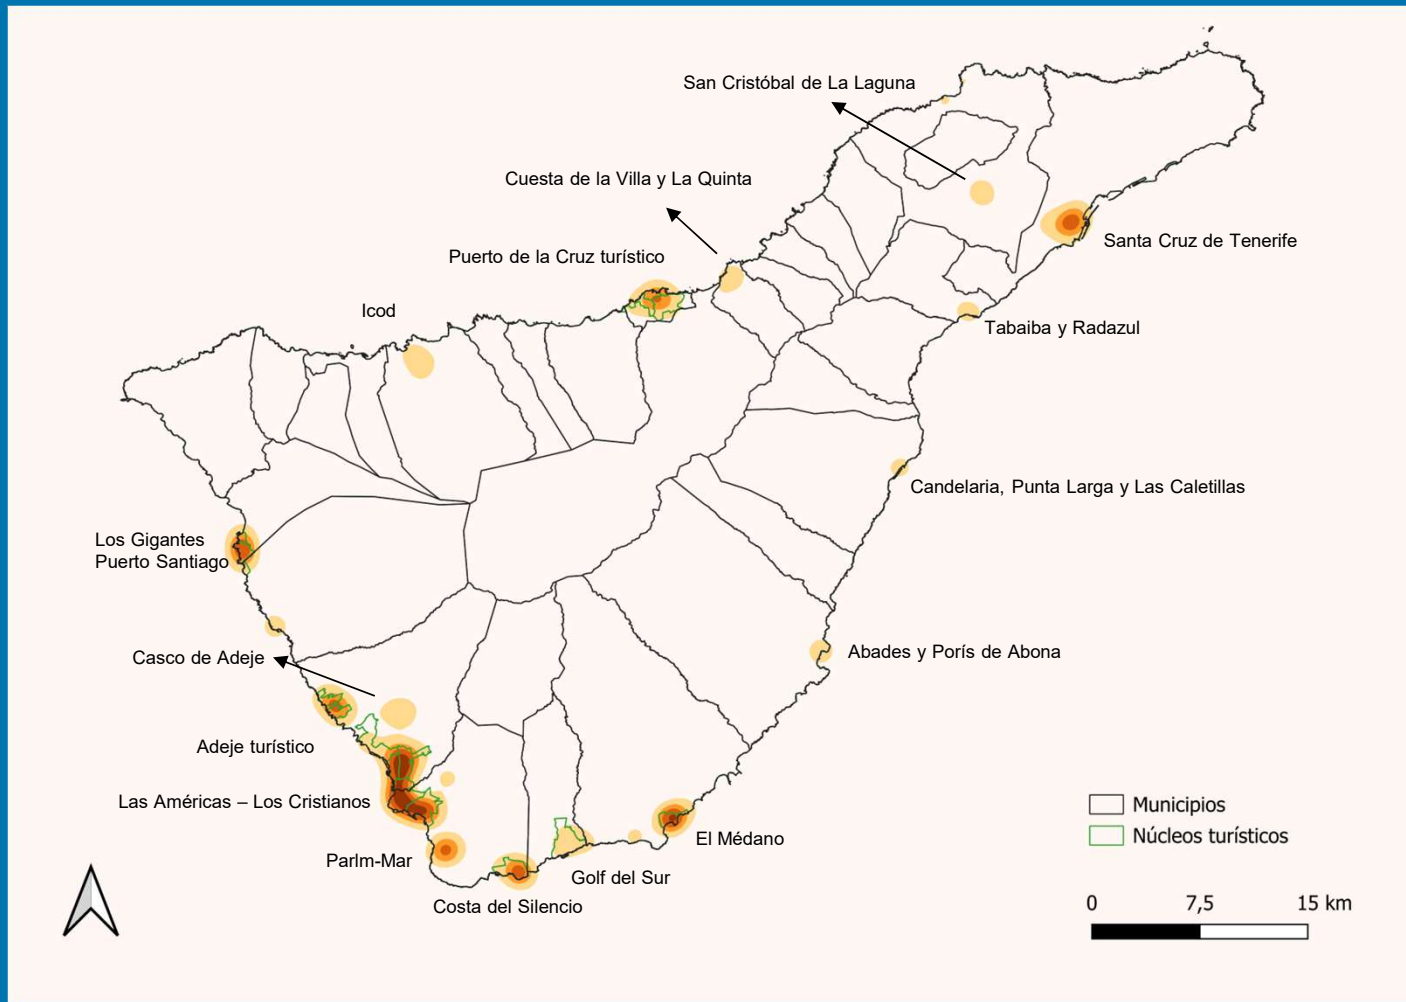 San Cristóbal de La Laguna
Cuesta de la Villa y La Quinta
Santa Cruz de Tenerife
Puerto de la Cruz turístico
Icod
Tabaiba y Radazul
Candelaria, Punta Larga y Las Caletillas
Los Gigantes
Puerto Santiago
Casco de Adeje
Abades y Porís de Abona
Adeje turístico
Las Américas – Los Cristianos
Municipios
Núcleos turísticos
El Médano
Parlm-Mar
Golf del Sur
Costa del Silencio
0 7,5 15 km